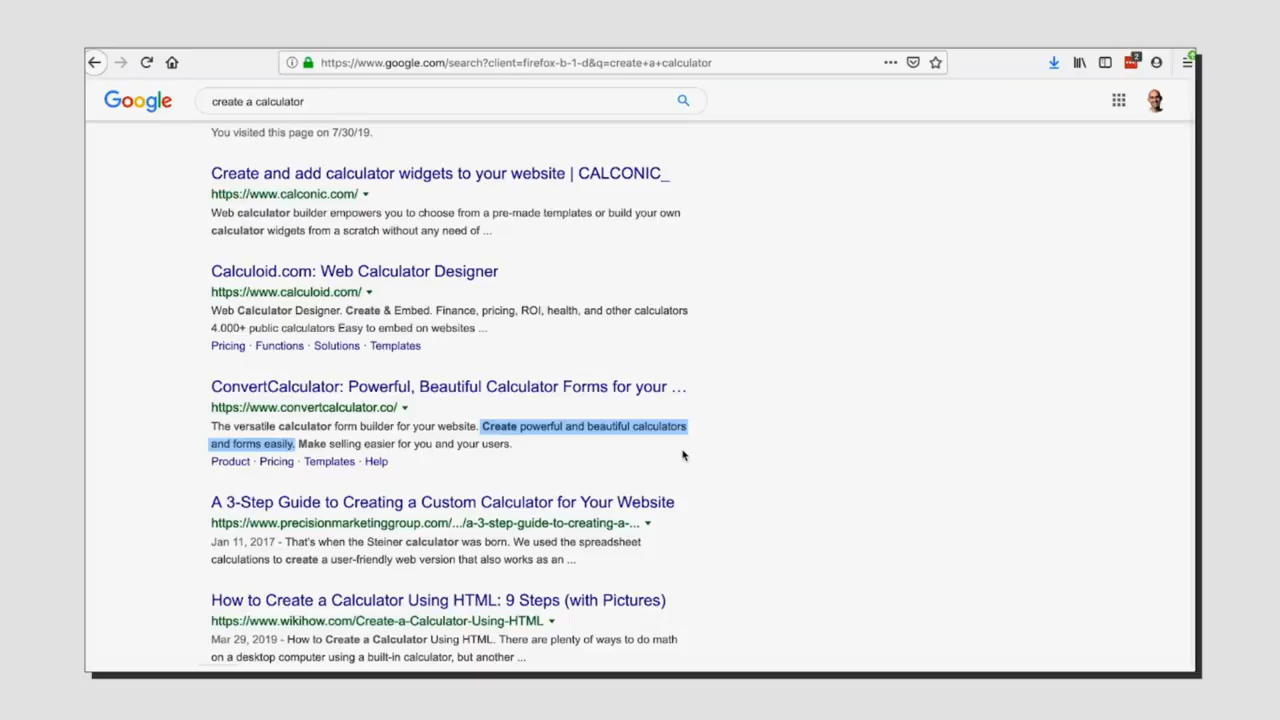 https://www.google.com/search?client=firefox-b-1-d&q=create+a+calculator
2
Google
create a calculator
You visited this page on 7/30/19.
Create and add calculator widgets to your website | CALCONIC_
https://www.calconic.com/
Web calculator builder empowers you to choose from a pre-made templates or build your own
calculator widgets from a scratch without any need of ...
Calculoid.com: Web Calculator Designer
https://www.calculoid.com/
Web Calculator Designer. Create & Embed. Finance, pricing, ROI, health, and other calculators
4.000+ public calculators Easy to embed on websites ...
Pricing · Functions · Solutions · Templates
ConvertCalculator: Powerful, Beautiful Calculator Forms for your ...
https://www.convertcalculator.co/
The versatile calculator form builder for your website. Create powerful and beautiful calculators
and forms easily. Make selling easier for you and your users.
Product · Pricing · Templates · Help
A 3-Step Guide to Creating a Custom Calculator for Your Website
https://www.precisionmarketinggroup.com/.../a-3-step-guide-to-creating-a-...
Jan 11, 2017 - That's when the Steiner calculator was born. We used the spreadsheet
calculations to create a user-friendly web version that also works as an ...
How to Create a Calculator Using HTML: 9 Steps (with Pictures)
https://www.wikihow.com/Create-a-Calculator-Using-HTML
Mar 29, 2019 - How to Create a Calculator Using HTML. There are plenty of ways to do math
on a desktop computer using a built-in calculator, but another ...